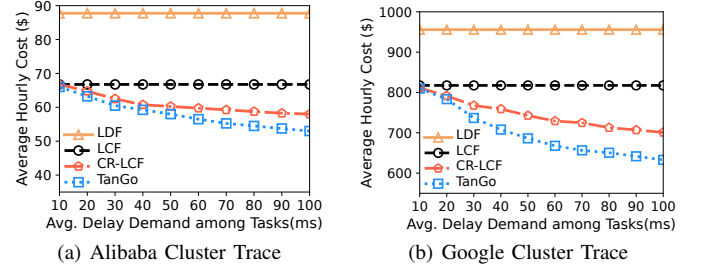 Average Hourly Cost ($)
90
80
70
60
50
40
LDF
LCF
CR-LCF
TanGo
10 20 30 40 50 60 70 80 90 100
Avg. Delay Demand among Tasks(ms)
(a) Alibaba Cluster Trace
Average Hourly Cost ($)
1000
900
800
700
600
LDF
LCF
CR-LCF
TanGo
10 20 30 40 50 60 70 80 90 100
Avg. Delay Demand among Tasks(ms)
(b) Google Cluster Trace